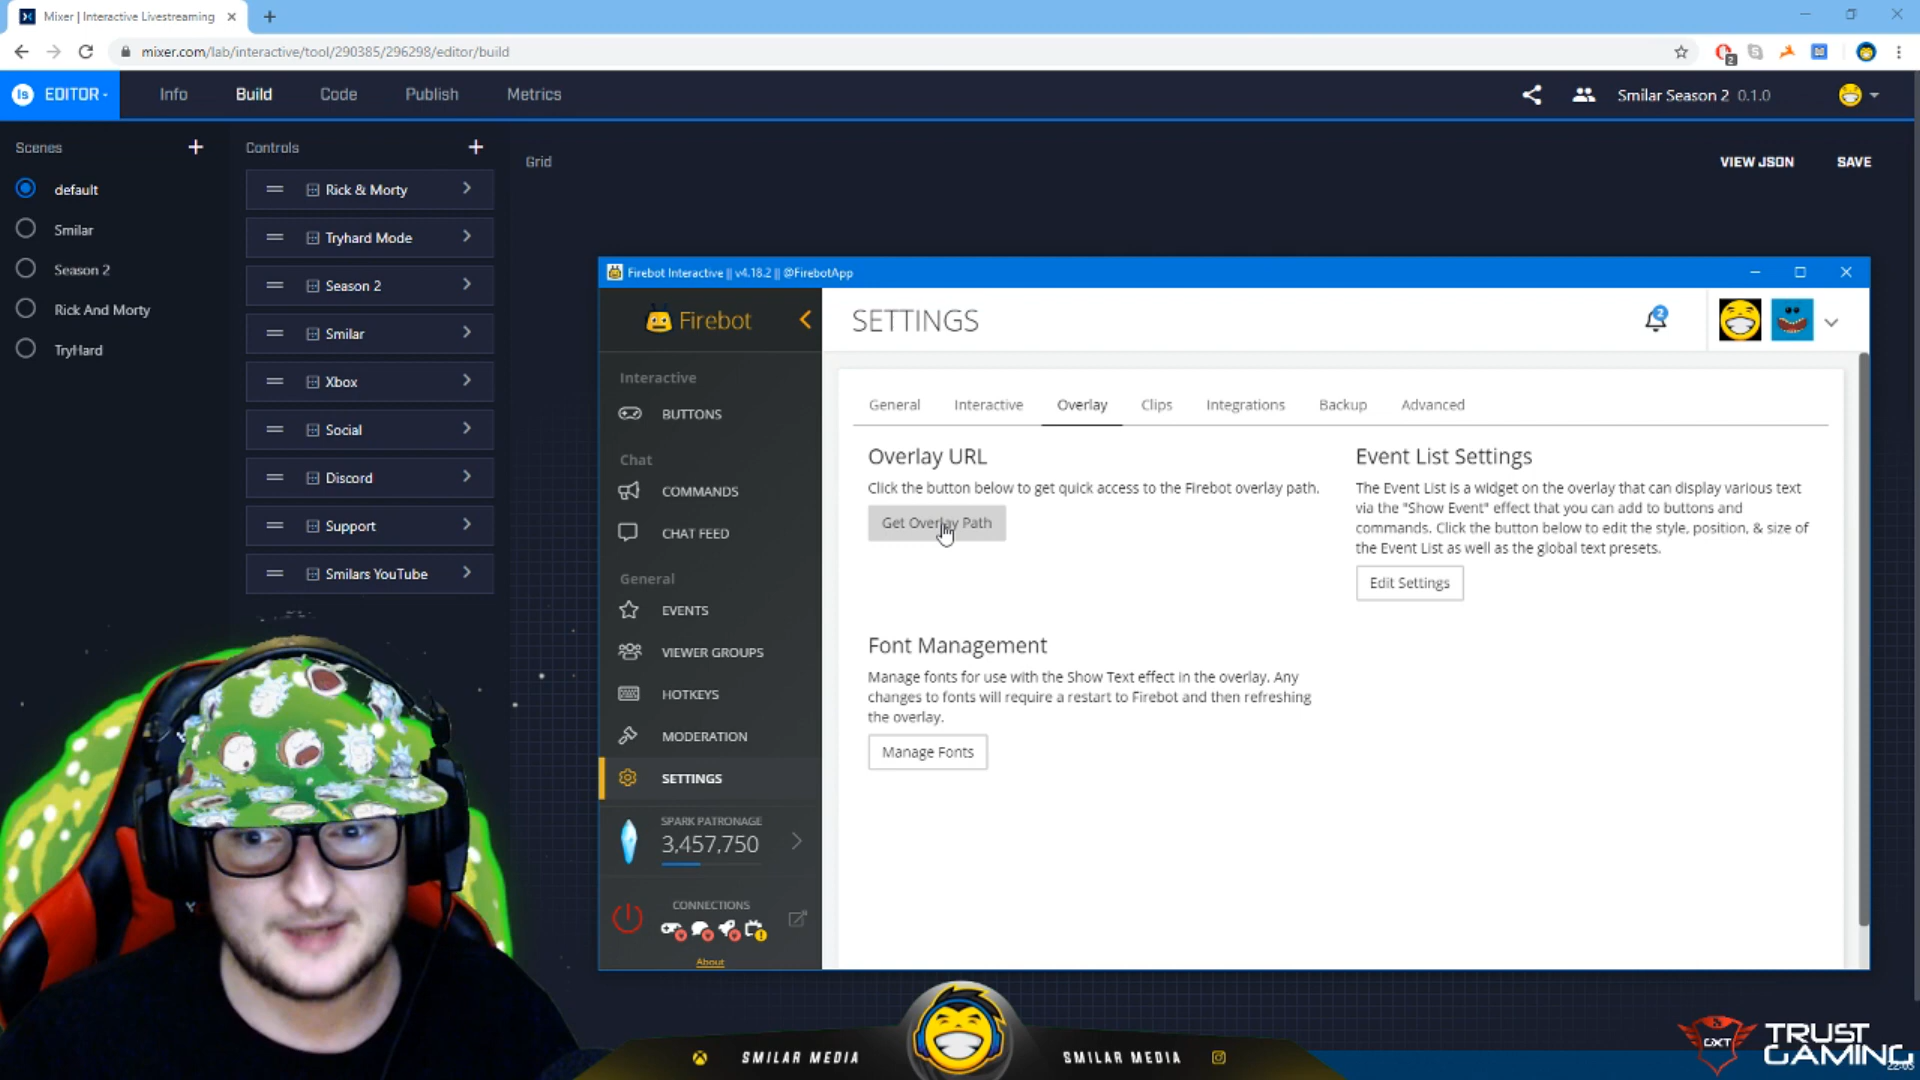 Mixer | Interactive Livestreaming
mixer.com/lab/interactive/tool/290385/296298/editor/build
2
EDITOR
Info
Build
Code
Publish
Metrics
Smilar Season 2 0.1.0
Scenes
Controls
Grid
VIEW JSON
SAVE
default
Smilar
Season 2
Rick And Morty
TryHard
Rick & Morty
Tryhard Mode
Season 2
Smilar
Xbox
Social
Discord
Support
Smilars YouTube
Firebot Interactive || v4.18.2 || @FirebotApp
Firebot
SETTINGS
2
Interactive
BUTTONS
Chat
COMMANDS
CHAT FEED
General
EVENTS
VIEWER GROUPS
HOTKEYS
MODERATION
SETTINGS
SPARK PATRONAGE
3,457,750
CONNECTIONS
About
General
Interactive
Overlay
Clips
Integrations
Backup
Advanced
Overlay URL
Click the button below to get quick access to the Firebot overlay path.
Get Overlay Path
Event List Settings
The Event List is a widget on the overlay that can display various text
via the "Show Event" effect that you can add to buttons and
commands. Click the button below to edit the style, position, & size of
the Event List as well as the global text presets.
Edit Settings
Font Management
Manage fonts for use with the Show Text effect in the overlay. Any
changes to fonts will require a restart to Firebot and then refreshing
the overlay.
Manage Fonts
SMILAR MEDIA
SMILAR MEDIA
GXT
TRUST
GAMING
22:03